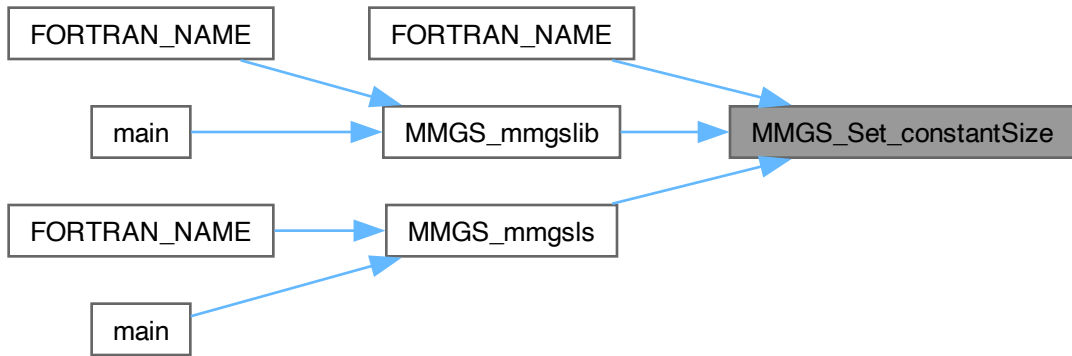 FORTRAN_NAME
FORTRAN_NAME
main
MMGS_mmgslib
MMGS_Set_constantSize
FORTRAN_NAME
MMGS_mmgsls
main